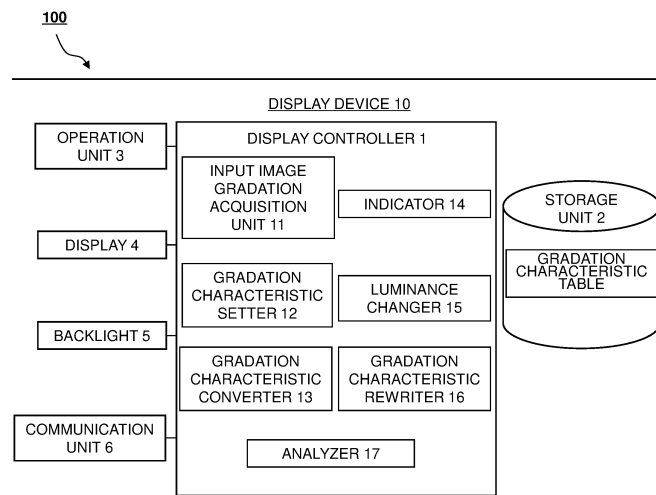 100
DISPLAY DEVICE 10
OPERATION
UNIT 3
DISPLAY 4
BACKLIGHT 5
COMMUNICATION
UNIT 6
DISPLAY CONTROLLER 1
INPUT IMAGE
GRADATION
ACQUISITION
UNIT 11
INDICATOR 14
GRADATION
CHARACTERISTIC
SETTER 12
LUMINANCE
CHANGER 15
GRADATION
CHARACTERISTIC
CONVERTER 13
GRADATION
CHARACTERISTIC
REWRITER 16
ANALYZER 17
STORAGE
UNIT 2
GRADATION
CHARACTERISTIC
TABLE